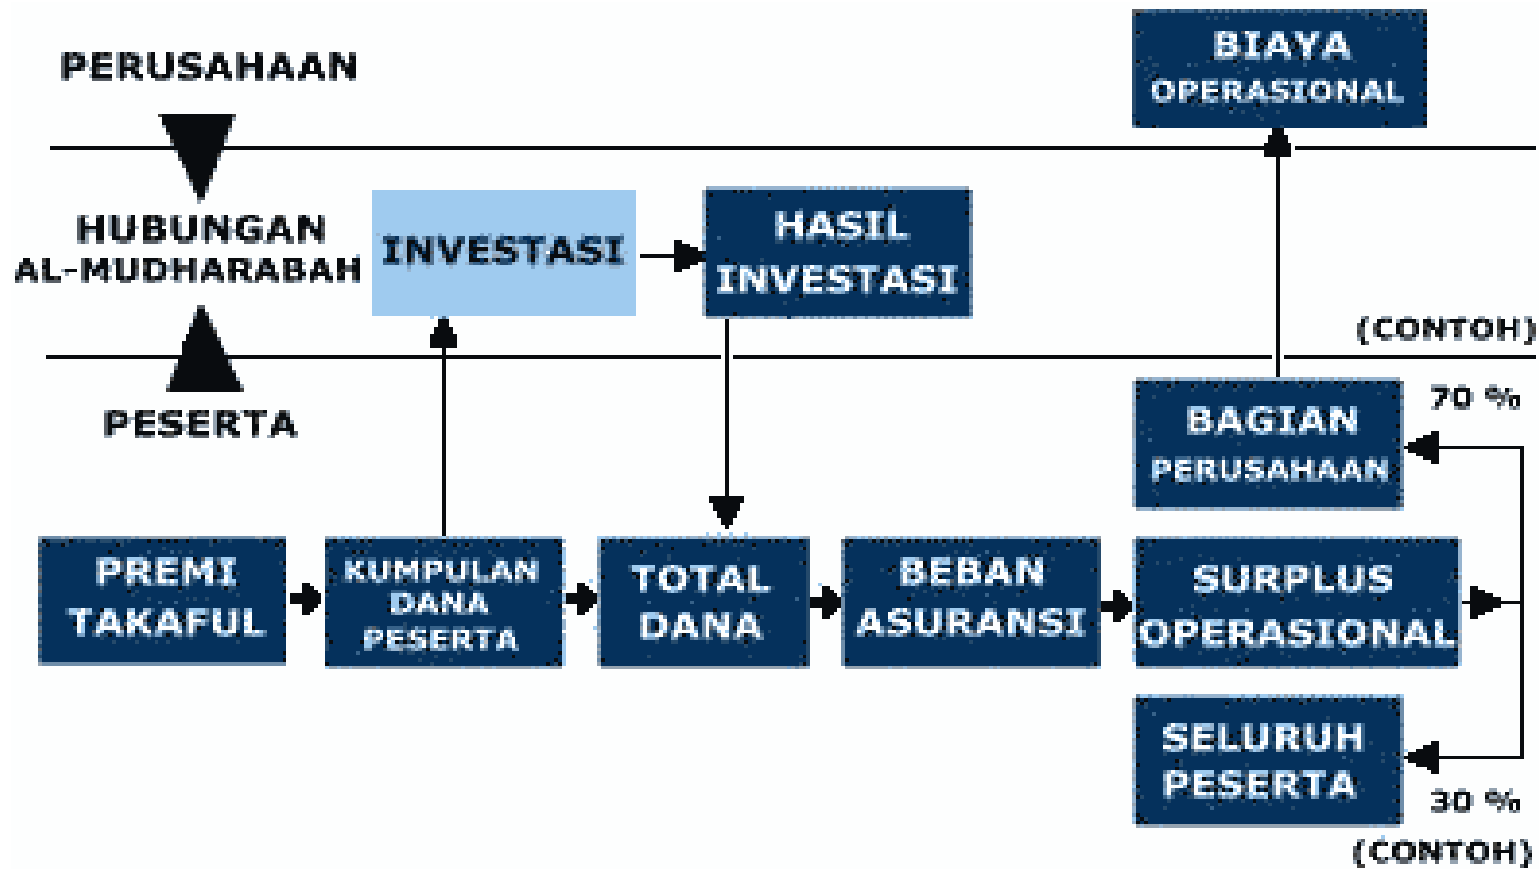 PERUSAHAAN
BIAYA
OPERASIONAL
HUBUNGAN
AL-MUDHARABAH
INVESTASI
HASIL
INVESTASI
(CONTOH)
PESERTA
70 %
BAGIAN
PERUSAHAAN
PREMI
TAKAFUL
KUMPULAN
DANA
PESERTA
TOTAL
DANA
BEBAN
ASURANSI
SURPLUS
OPERASIONAL
SELURUH
PESERTA
30 %
(CONTOH)